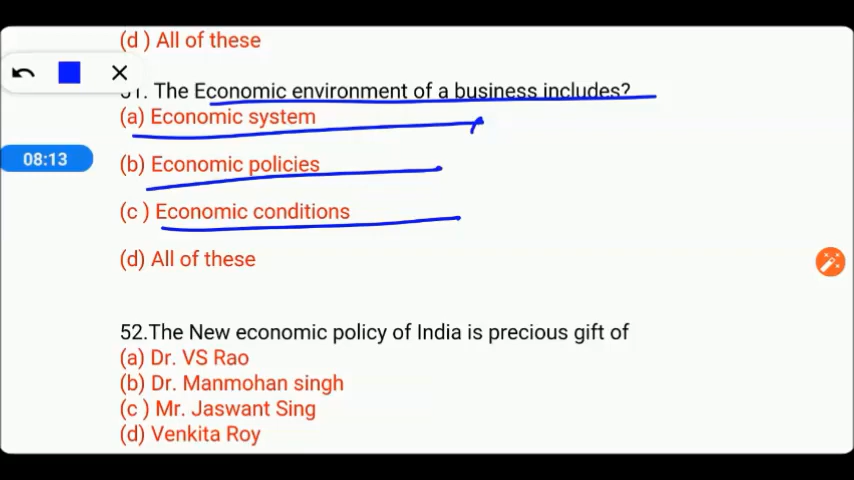 (d ) All of these
51. The Economic environment of a business includes?
(a) Economic system
08:13
(b) Economic policies
(c ) Economic conditions
(d) All of these
52.The New economic policy of India is precious gift of
(a) Dr. VS Rao
(b) Dr. Manmohan singh
(c ) Mr. Jaswant Sing
(d) Venkita Roy